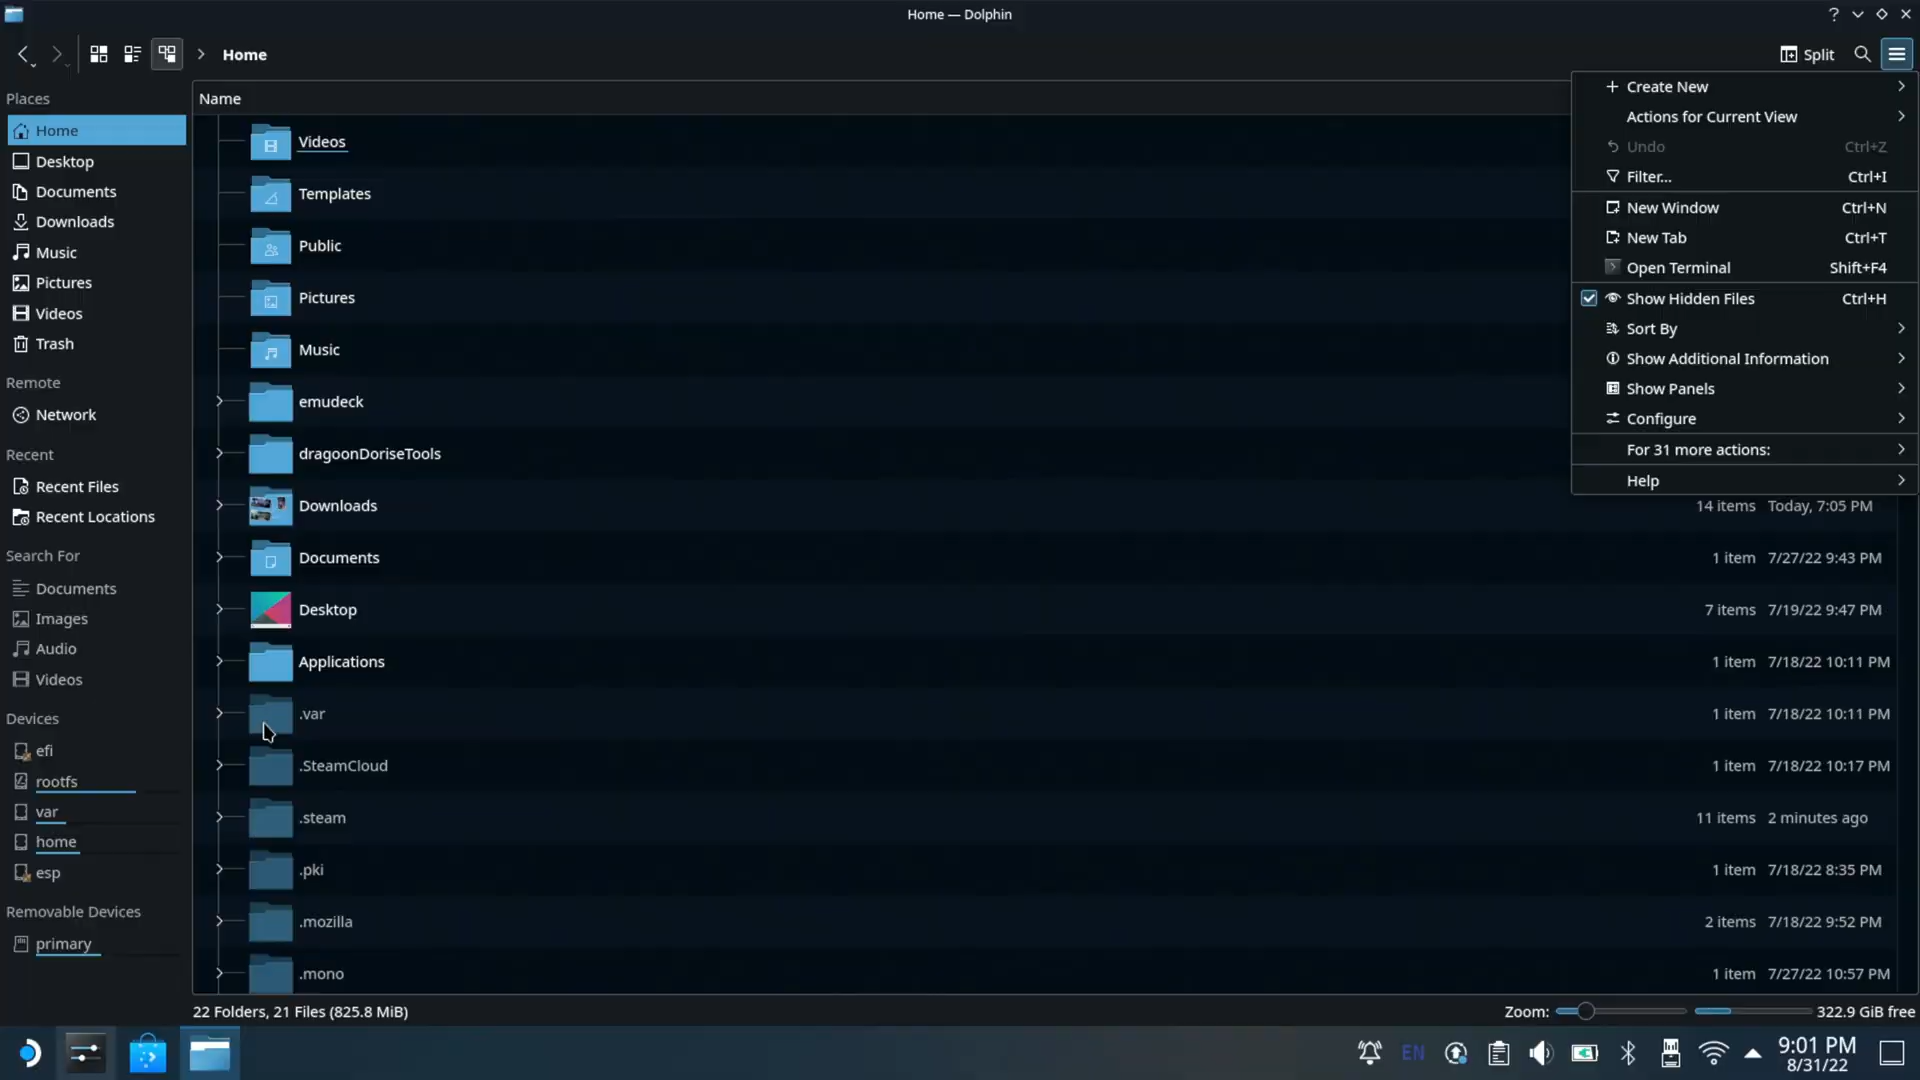 Home — Dolphin
?
Home
Split
Places
Home
Desktop
Documents
Downloads
Music
Pictures
Videos
Trash
Remote
Network
Recent
Recent Files
Recent Locations
Search For
Documents
Images
Audio
Videos
Devices
efi
rootfs
var
home
esp
Removable Devices
primary
Name
Videos
Templates
Public
Pictures
Music
emudeck
dragoonDoriseTools
Downloads 14 items Today, 7:05 PM
Documents 1 item 7/27/22 9:43 PM
Desktop 7 items 7/19/22 9:47 PM
Applications 1 item 7/18/22 10:11 PM
.var 1 item 7/18/22 10:11 PM
.SteamCloud 1 item 7/18/22 10:17 PM
.steam 11 items 2 minutes ago
.pki 1 item 7/18/22 8:35 PM
.mozilla 2 items 7/18/22 9:52 PM
.mono 1 item 7/27/22 10:57 PM
Create New
Actions for Current View
Undo Ctrl+Z
Filter... Ctrl+I
New Window Ctrl+N
New Tab Ctrl+T
Open Terminal Shift+F4
Show Hidden Files Ctrl+H
Sort By
Show Additional Information
Show Panels
Configure
For 31 more actions:
Help
22 Folders, 21 Files (825.8 MiB)
Zoom:
322.9 GiB free
EN
9:01 PM
8/31/22